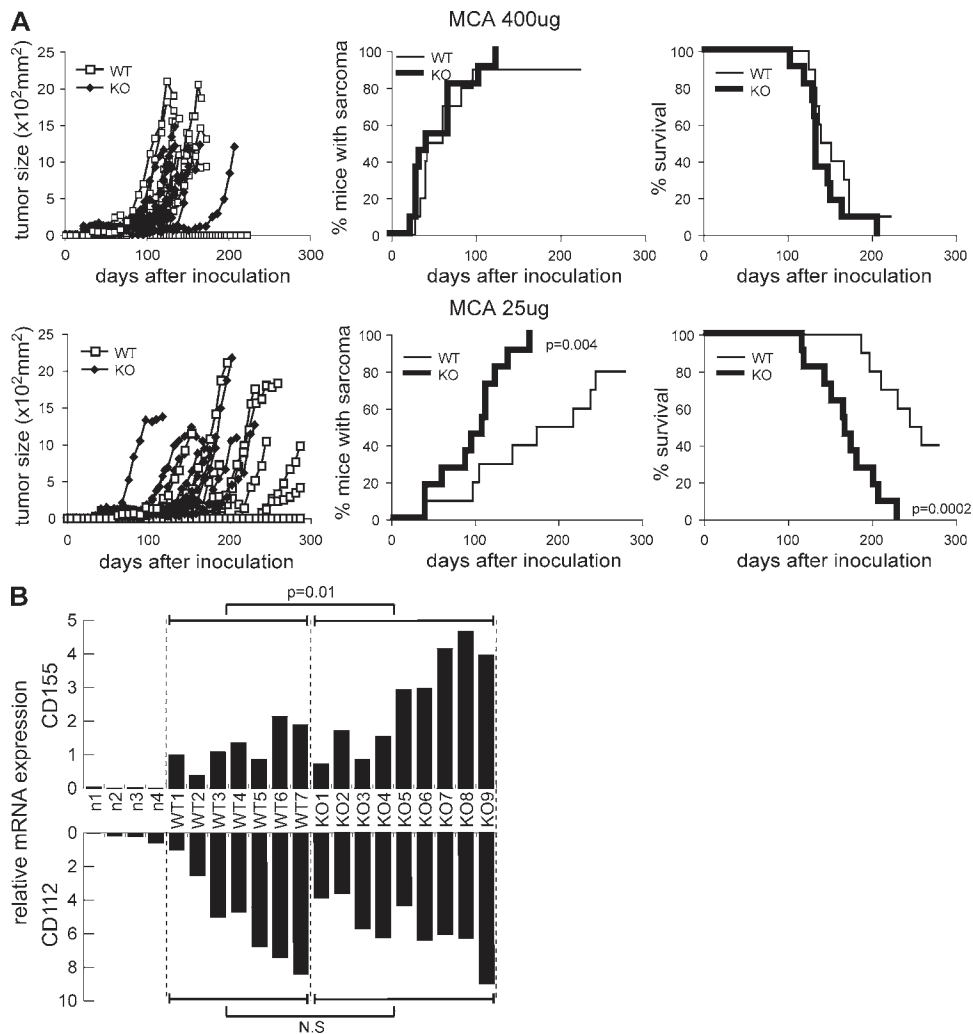 A
MCA 400ug
tumor size (x10²mm²)
25
20
15
10
5
0
WT
KO
0 100 200 300
days after inoculation
% mice with sarcoma
100
80
60
40
20
0
WT
KO
0 100 200 300
days after inoculation
% survival
100
80
60
40
20
0
WT
KO
0 100 200 300
days after inoculation
MCA 25ug
tumor size (x10²mm²)
25
20
15
10
5
0
WT
KO
0 100 200 300
days after inoculation
% mice with sarcoma
100
80
60
40
20
0
WT
KO
p=0.004
0 100 200 300
days after inoculation
% survival
100
80
60
40
20
0
WT
KO
p=0.0002
0 100 200 300
days after inoculation
B
p=0.01
relative mRNA expression
CD155
5
4
3
2
1
0
n1 n2 n3 n4 WT1 WT2 WT3 WT4 WT5 WT6 WT7 KO1 KO2 KO3 KO4 KO5 KO6 KO7 KO8 KO9
CD112
0
2
4
6
8
10
N.S